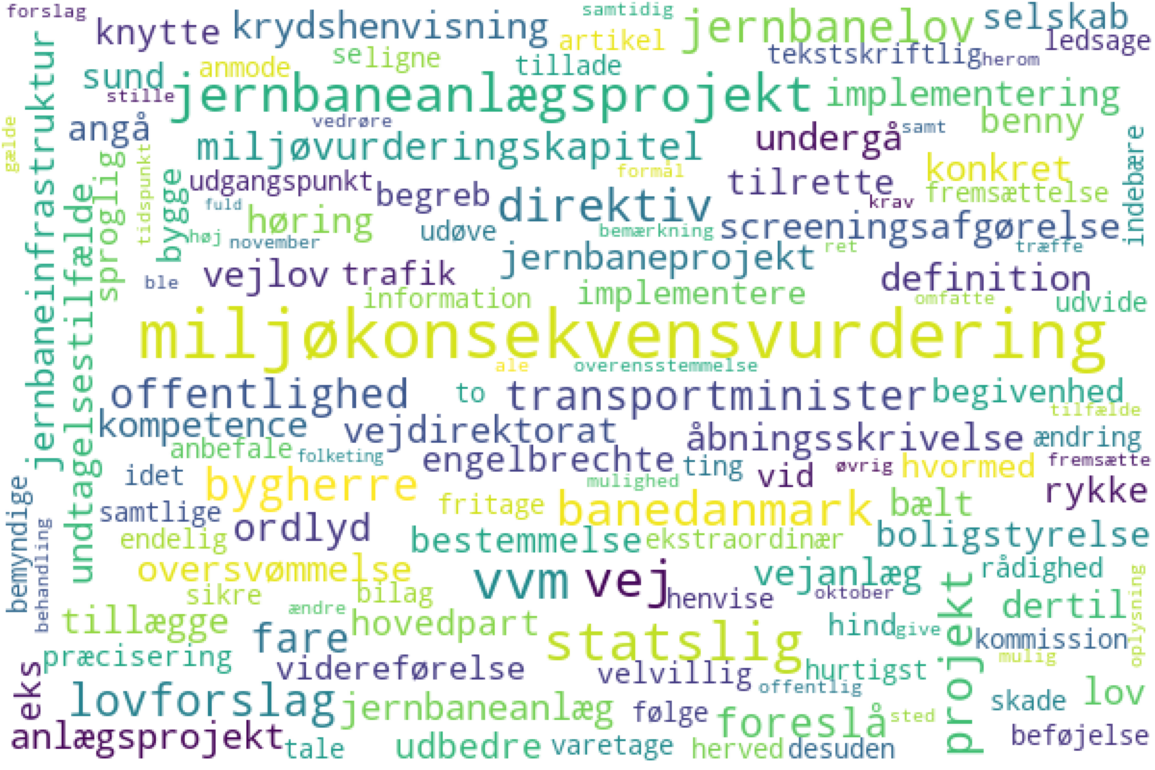 forslag
knytte
krydshenvisning
samtidig
artikel
jernbanelov
selskab
ledsage
tekstskriftlig
herom
sund
anmode
se
ligne
tillade
stille
jernbaneanlægsprojekt
implementering
gælde
jernbaneinfrastruktur
angå
vedrøre
miljøvurderingskapitel
undergå
samt
benny
indebære
undtagelsestilfælde
sproglig
tidspunkt
bygge
udgangspunkt
begreb
formål
tilrette
konkret
fremsættelse
krav
fuld
høring
direktiv
screeningsafgørelse
høj
november
udøve
bemærkning
ret
træffe
ble
vejlov
trafik
jernbaneprojekt
definition
information
implementere
omfatte
udvide
miljøkonsekvensvurdering
ale
overensstemmelse
offentlighed
to
transportminister
begivenhed
tilfælde
kompetence
vejdirektorat
åbningsskrivelse
ændring
anbefale
folketing
engelbrechte
ting
vid
øvrig
hvormed
fremsætte
idet
bygherre
mulighed
rykke
bemyndige
behandling
samtlige
ordlyd
fritage
banedanmark
bælt
endelig
bestemmelse
ekstraordinær
boligstyrelse
oversvømmelse
vvm
vej
vejanlæg
rådighed
sikre
bilag
henvise
oktober
projekt
oplysning
tillægge
ændre
fare
hovedpart
statslig
hind
give
dertil
kommission
præcisering
videreførelse
velvillig
hurtigst
mulig
eks
lovforslag
jernbaneanlæg
offentlig
følge
foreslå
sted
skade
lov
anlægsprojekt
tale
udbedre
varetage
herved
desuden
beføjelse